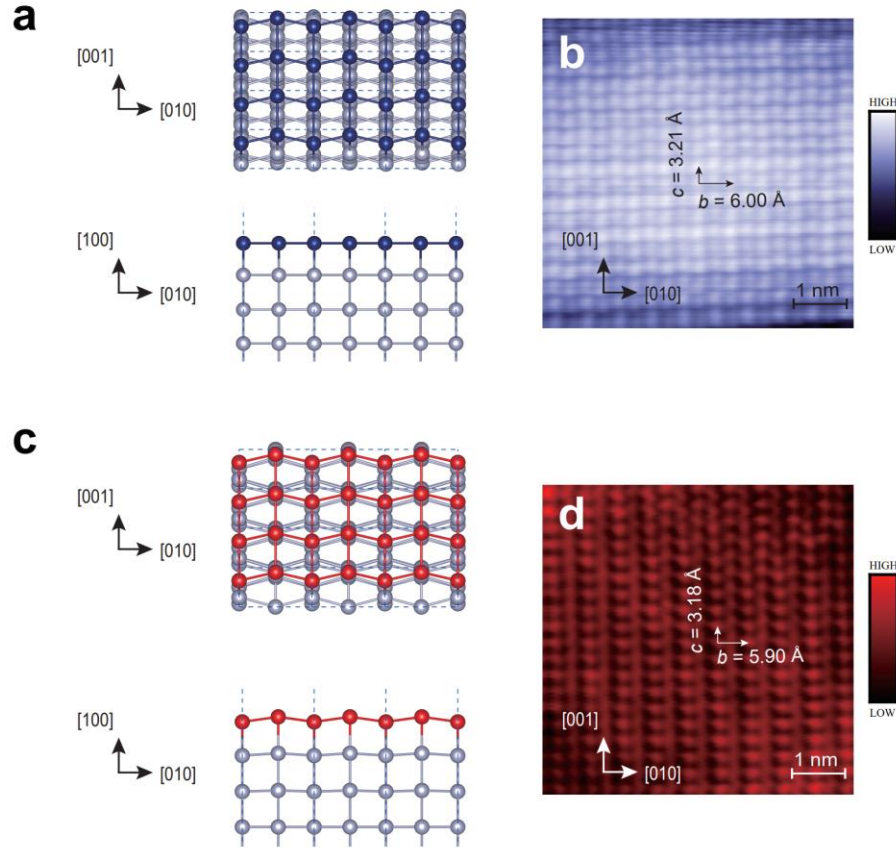 a
[001]
[010]
[100]
[010]
b
c = 3.21 Å
b = 6.00 Å
[001]
[010]
1 nm
HIGH
LOW
c
[001]
[010]
[100]
[010]
d
c = 3.18 Å
b = 5.90 Å
[001]
[010]
1 nm
HIGH
LOW